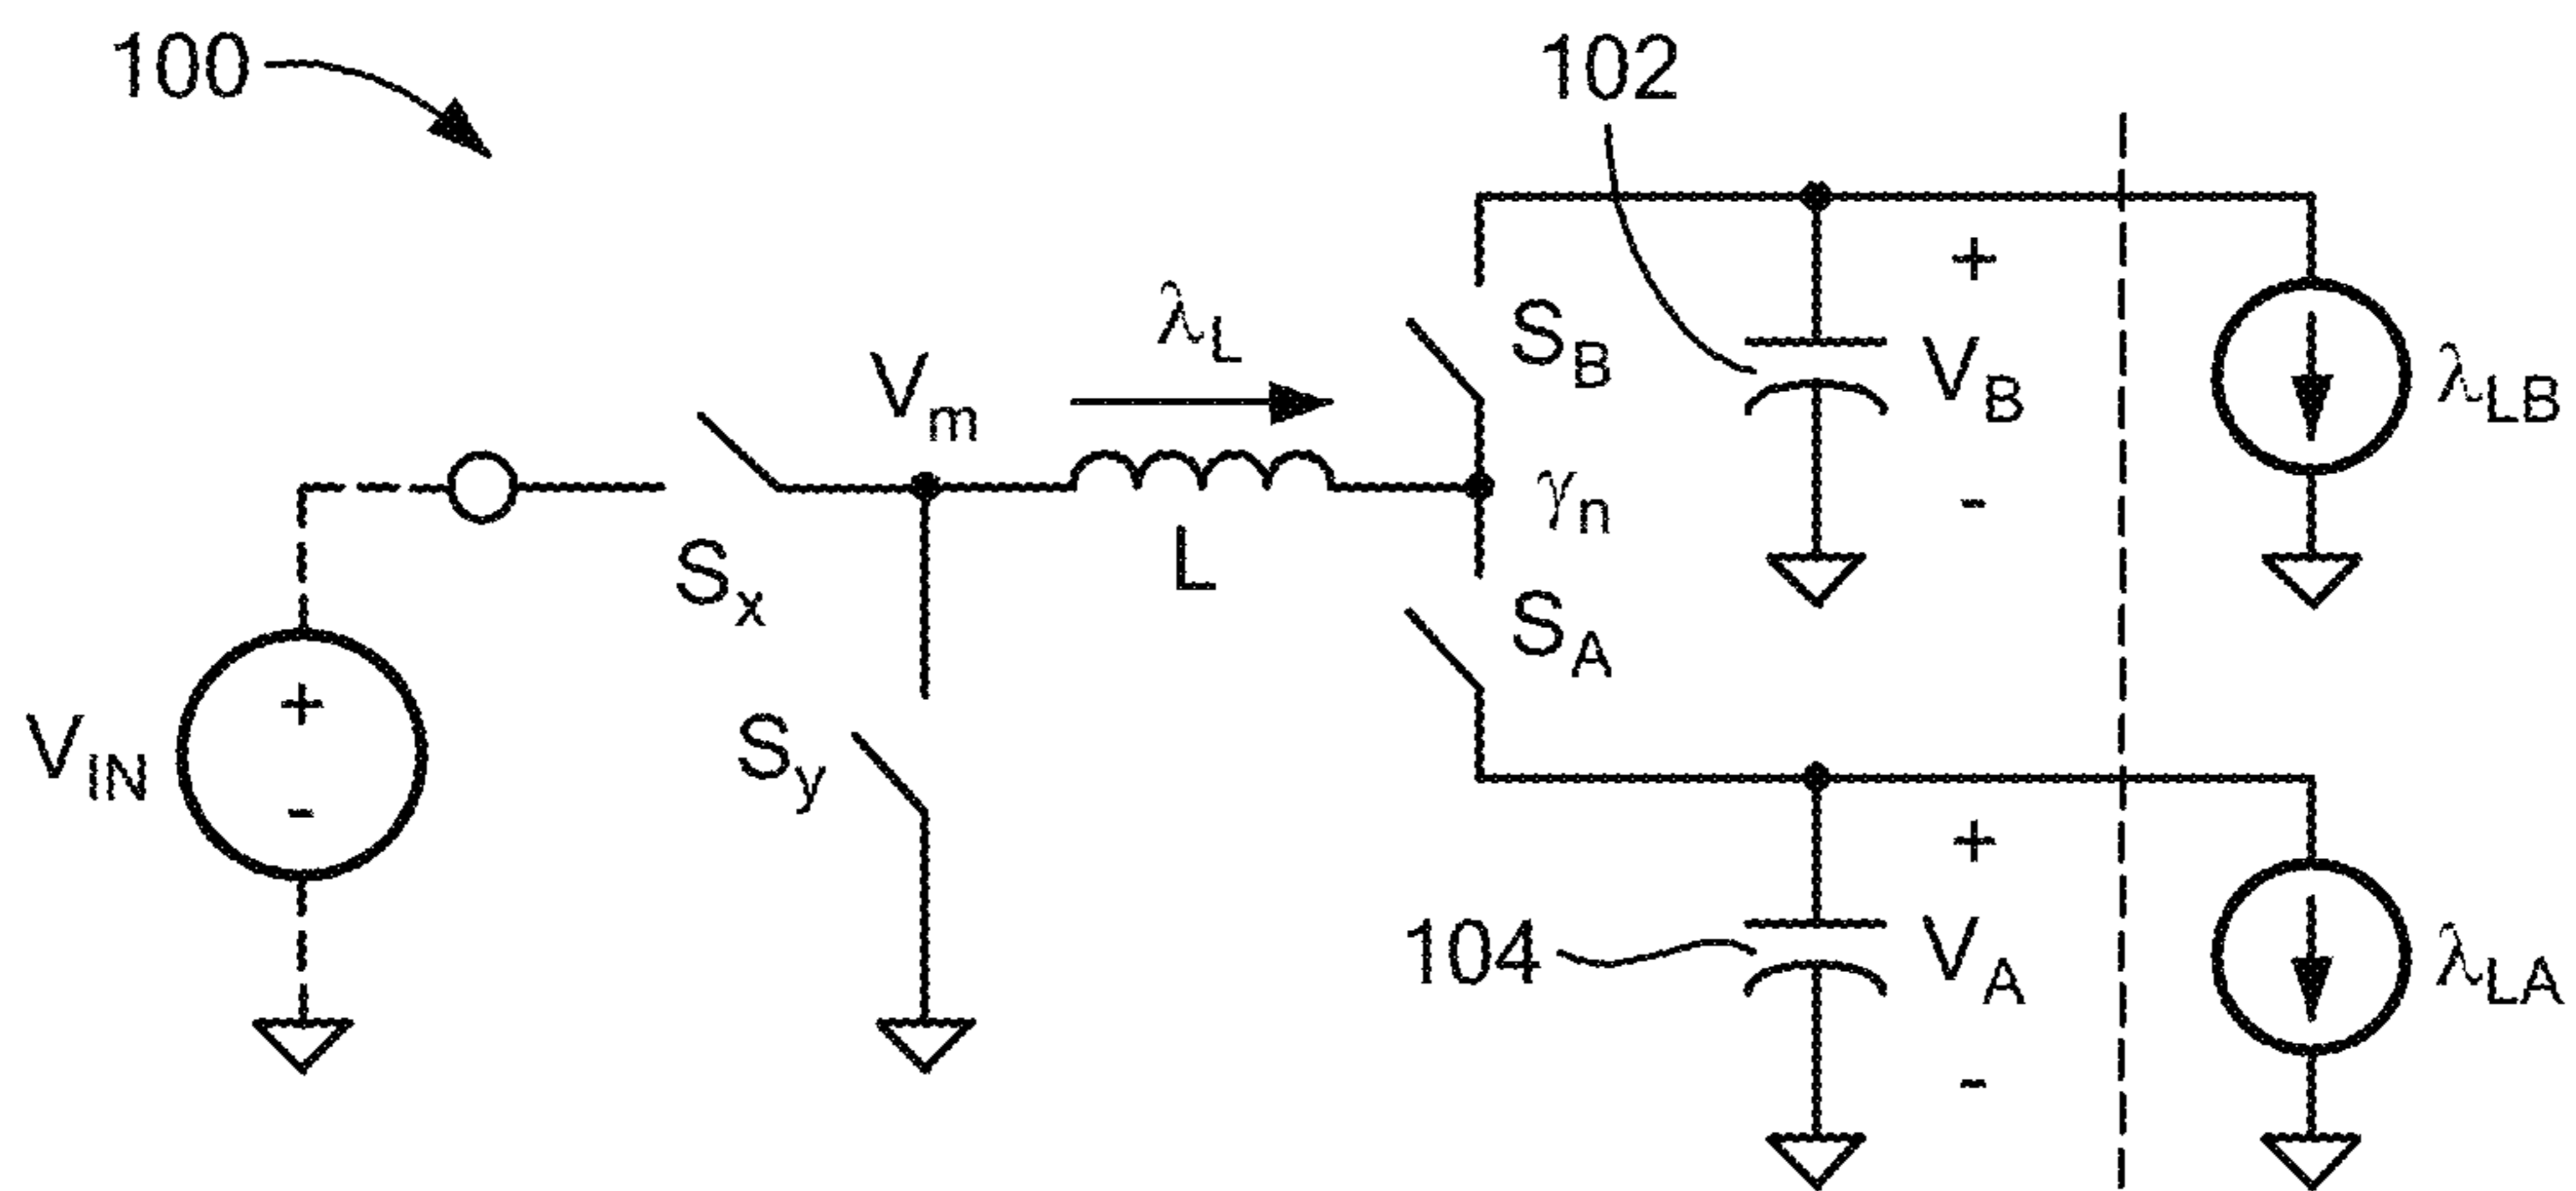 100
102
λL
Vm
SB
VB
λLB
γn
L
Sx
SA
Sy
VIN
104
VA
λLA
+
-
+
-
+
-